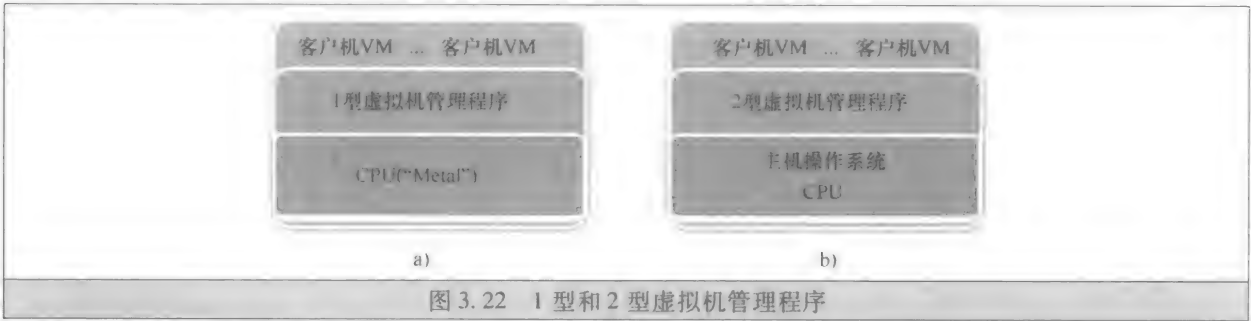 客户机VM … 客户机VM
1型虚拟机管理程序
CPU(“Metal”)
a)
客户机VM … 客户机VM
2型虚拟机管理程序
主机操作系统
CPU
b)
图 3.22 1 型和 2 型虚拟机管理程序